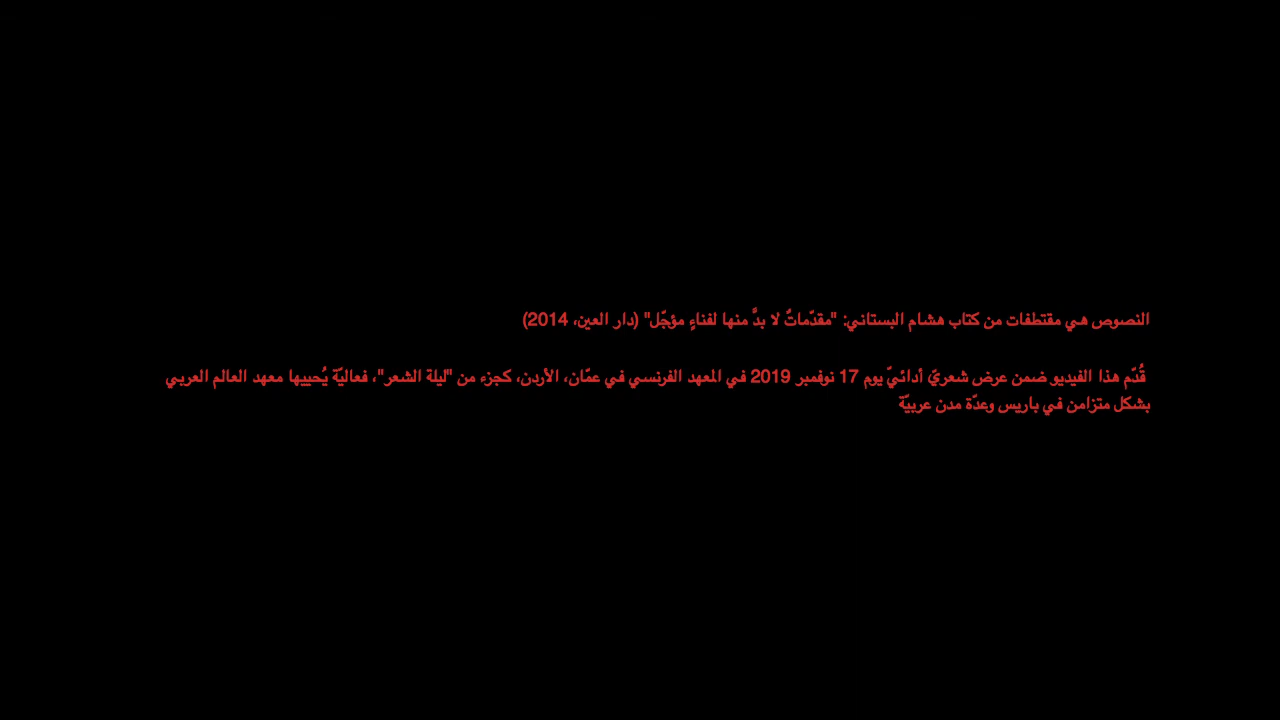 النصوص هي مقتطفات من كتاب هشام البستاني: "مقدّماتٌ لا بدَّ منها لفناءٍ مؤجّل" (دار العين، 2014)
قُدّم هذا الفيديو ضمن عرض شعريّ أدائيّ يوم 17 نوفمبر 2019 في المعهد الفرنسي في عمّان، الأردن، كجزء من "ليلة الشعر"، فعاليّة يُحييها معهد العالم العربي
بشكل متزامن في باريس وعدّة مدن عربيّة